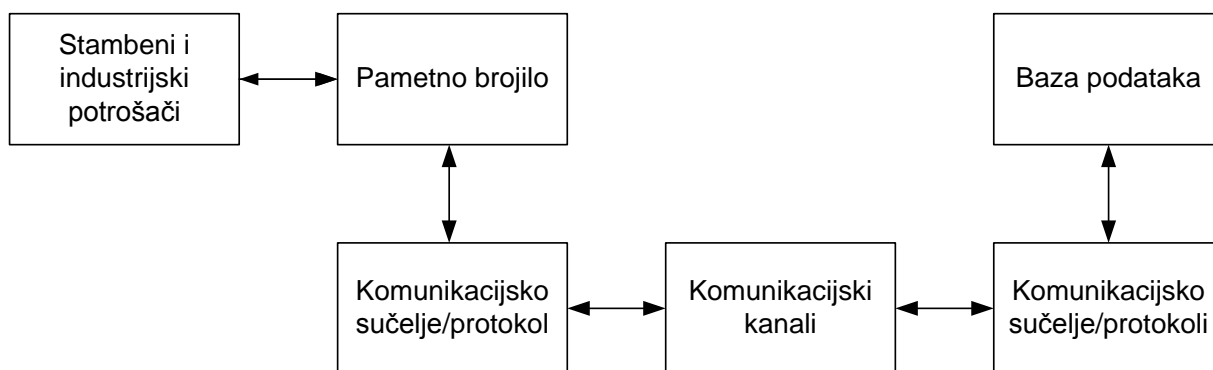 Stambeni i
industrijski
potrošači
Pametno brojilo
Baza podataka
Komunikacijsko
sučelje/protokol
Komunikacijski
kanali
Komunikacijsko
sučelje/protokoli